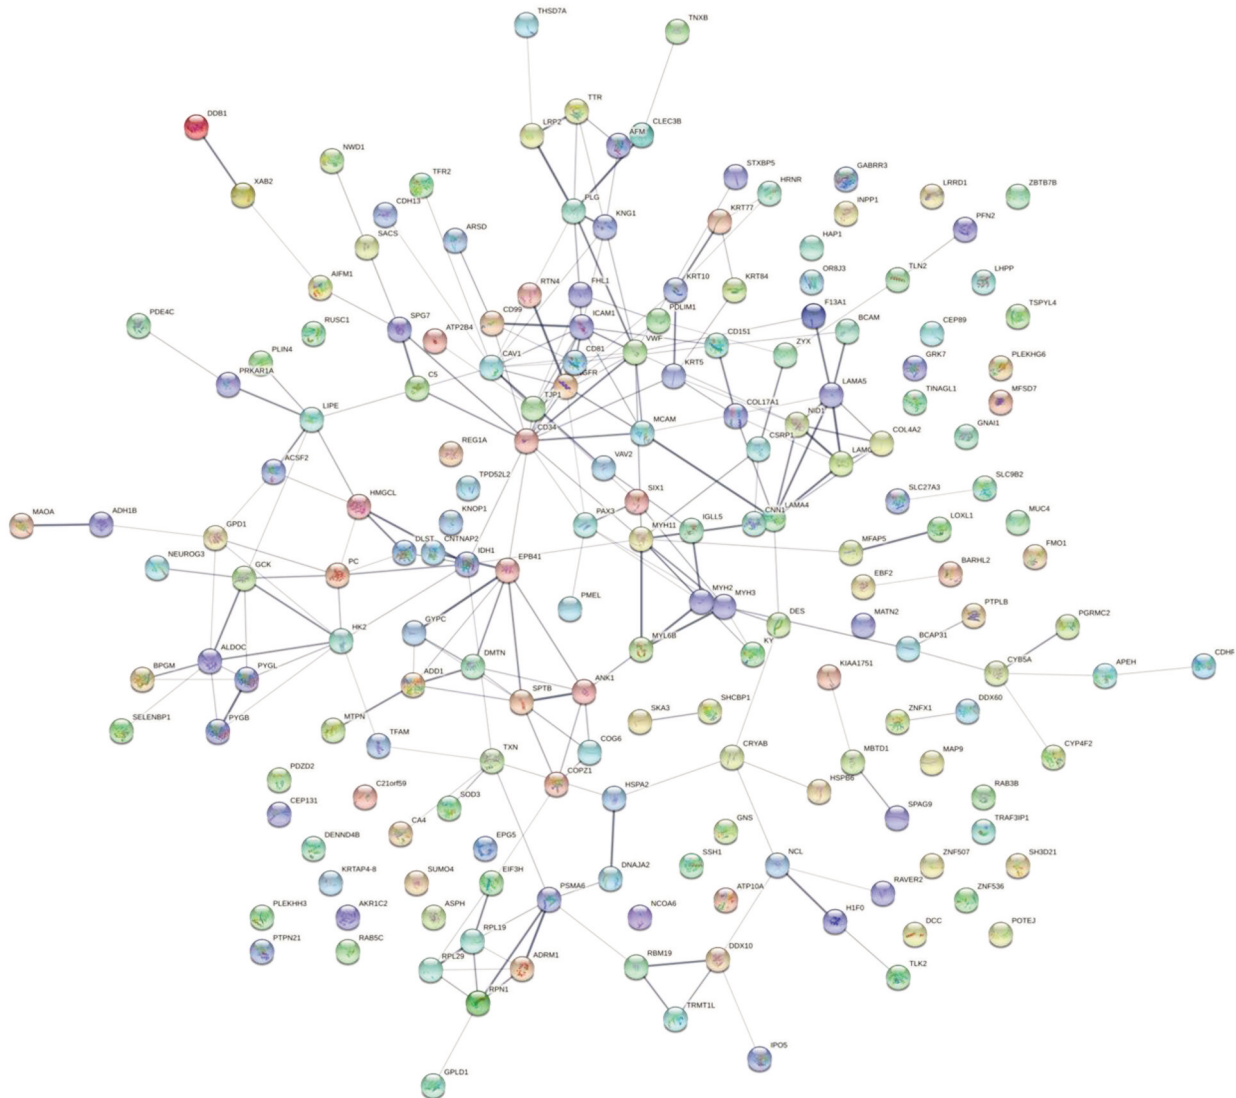 THSD7A
TNXB
DDB1
TTR
LRP2
AFM
CLEC3B
NWD1
XAB2
TFR2
STXBP5
GABRR3
HRNR
LRRD1
ZBTB7B
CDH13
INPP1
PLG
KNG1
KRT77
PFN2
ARSD
SACS
HAP1
AIFM1
RTN4
FHL1
KRT10
KRT84
OR8J3
TLN2
LHPP
PDE4C
RUSC1
SPG7
ATP2B4
CD99
ICAM1
PDLIM1
F13A1
BCAM
TSPYL4
VWF
CD151
ZYX
CEP89
PLIN4
CAV1
CD81
PRKAR1A
C5
GFR
KRT5
GRK7
PLEKHG6
LAMA5
TJP1
COL17A1
TINAGL1
MFSD7
LIPE
CD34
MCAM
NID1
COL4A2
GNAI1
REG1A
CSRP1
LAMC
ACSF2
VAV2
TPD52L2
SLC27A3
SLC9B2
HMGCL
SIX1
LAMA4
MAOA
ADH1B
KNOP1
PAX3
IGLL5
CNN1
MUC4
GPD1
MYH11
LOXL1
MFAP5
DLST
CNTNAP2
IDH1
FMO1
NEUROG3
GCK
PC
EPB41
EBF2
BARHL2
PMEL
MYH2
MYH3
MATN2
PTPLB
PGRMC2
GYPC
DES
HK2
MYL6B
KY
BCAP31
ALDOC
DMTN
CYB5A
APEH
CDHF
BPGM
PYGL
ADD1
SPTB
ANK1
KIAA1751
SELENBP1
PYGB
MTPN
SKA3
SHCBP1
ZNFX1
DDX60
TFAM
COG6
CRYAB
CYP4F2
TXN
MBTD1
MAP9
PDZD2
C21orf59
COPZ1
HSPA2
HSPB6
RAB3B
CEP131
SOD3
SPAG9
TRAF3IP1
CA4
GNS
DENND4B
EPG5
SSH1
NCL
ZNF507
SH3D21
KRTAP4-8
SUMO4
EIF3H
DNAJA2
PSMA6
RAVER2
ZNF536
ATP10A
PLEKHH3
AKR1C2
ASPH
NCOA6
H1F0
DCC
POTEJ
PTPN21
RAB5C
RPL19
RPL29
ADRM1
RBM19
DDX10
TLK2
RPN1
TRMT1L
IPO5
GPLD1